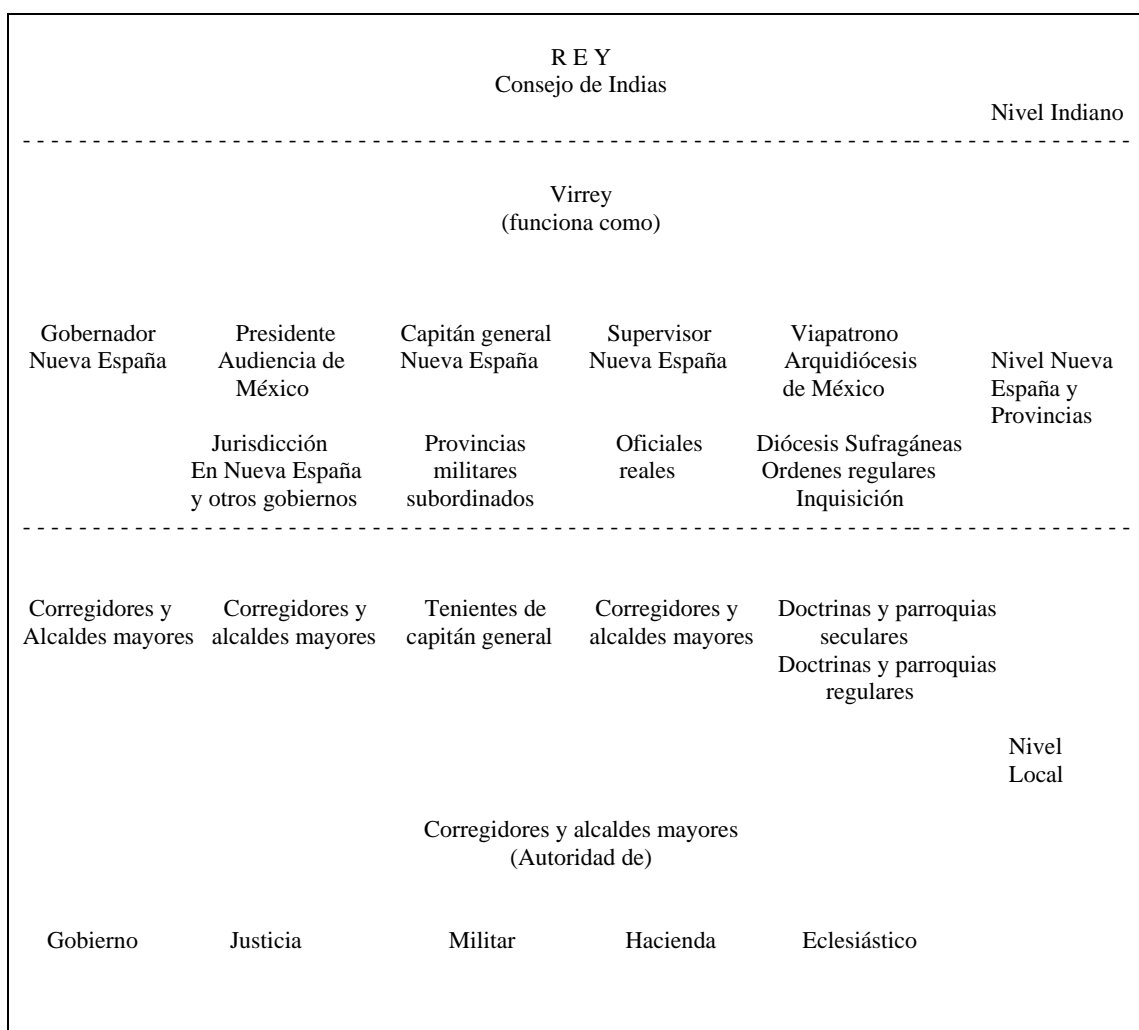 R E Y
Consejo de Indias
Nivel Indiano
Virrey
(funciona como)
Gobernador Presidente Capitán general Supervisor Viapatrono
Nueva España Audiencia de Nueva España Nueva España Arquidiócesis Nivel Nueva
México de México España y
Provincias
Jurisdicción Provincias Oficiales Diócesis Sufragáneas
En Nueva España militares reales Ordenes regulares
y otros gobiernos subordinados Inquisición
Corregidores y Corregidores y Tenientes de Corregidores y Doctrinas y parroquias
Alcaldes mayores alcaldes mayores capitán general alcaldes mayores seculares
Doctrinas y parroquias
regulares
Nivel
Local
Corregidores y alcaldes mayores
(Autoridad de)
Gobierno Justicia Militar Hacienda Eclesiástico